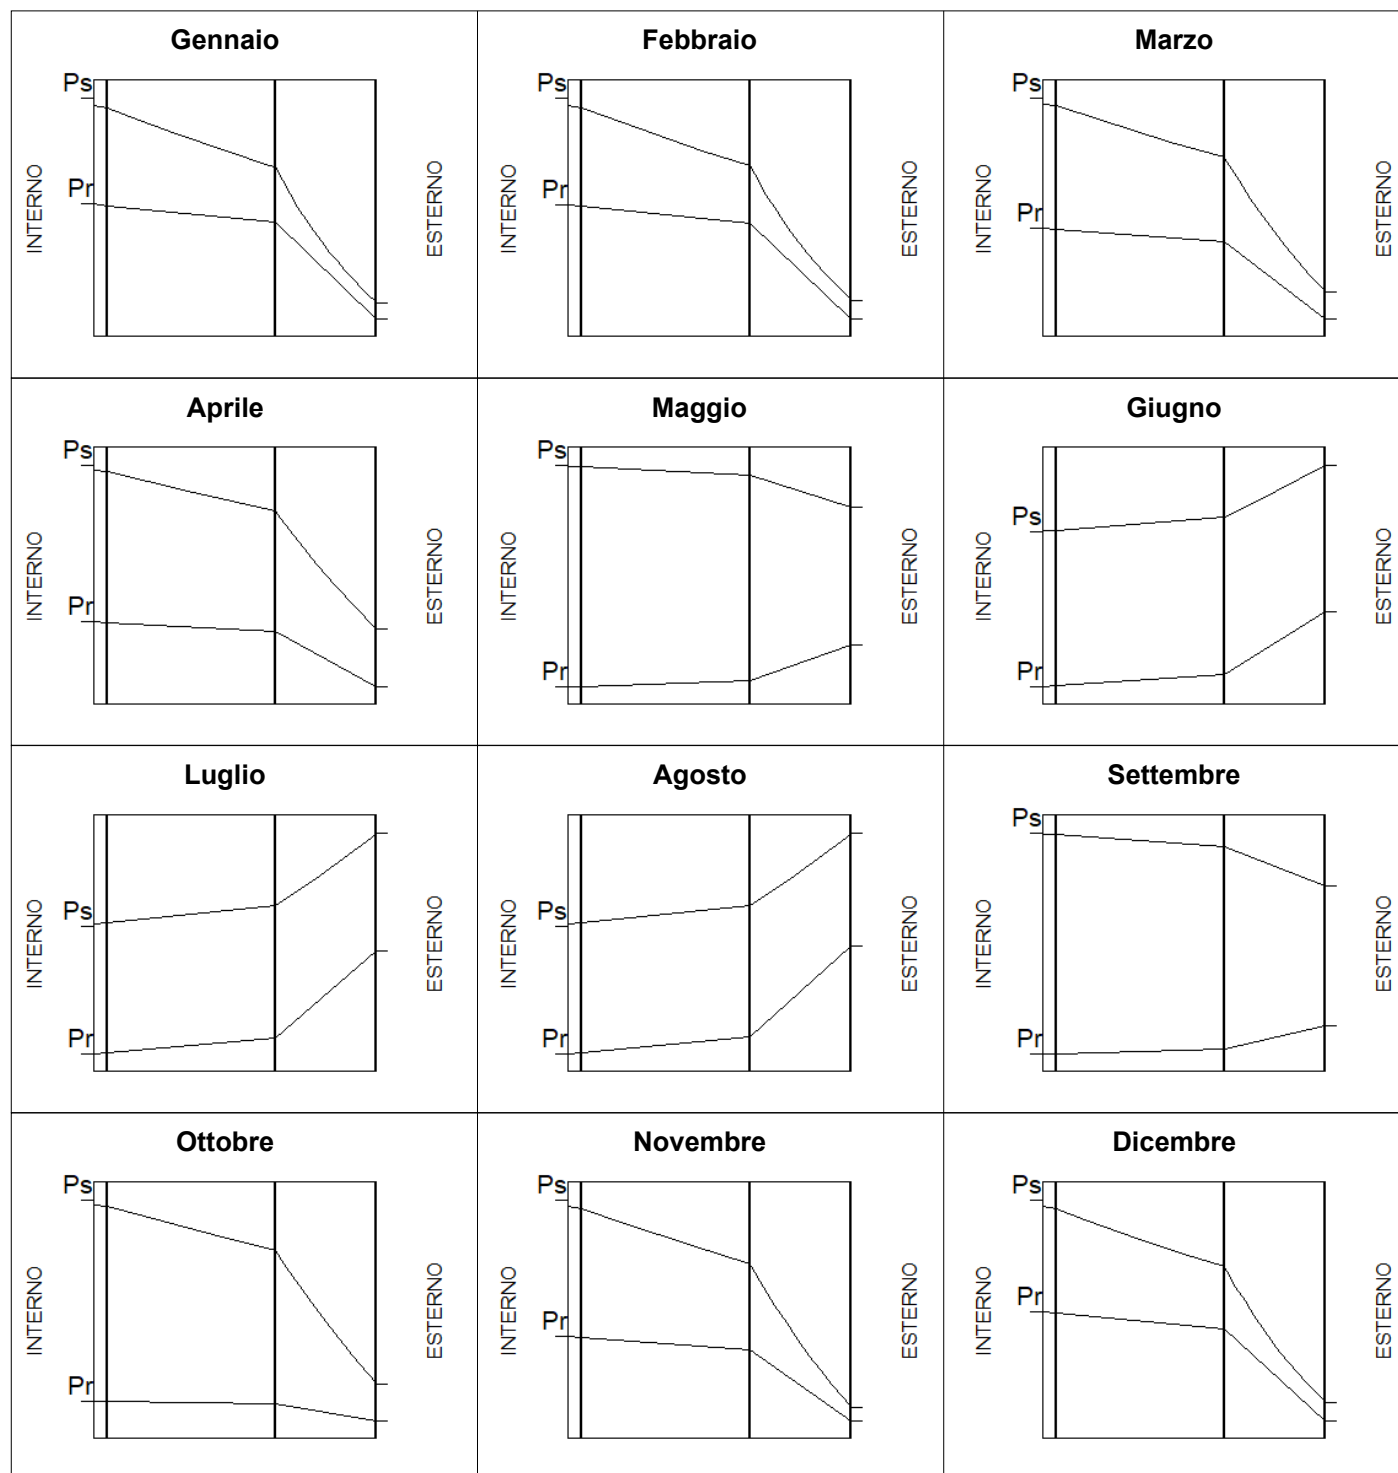 Gennaio Febbraio Marzo
Ps Ps Ps
Pr Pr Pr
INTERNO ESTERNO INTERNO ESTERNO INTERNO ESTERNO
Aprile Maggio Giugno
Ps Ps Ps
Pr Pr Pr
INTERNO ESTERNO INTERNO ESTERNO INTERNO ESTERNO
Luglio Agosto Settembre
Ps Ps Ps
Pr Pr Pr
INTERNO ESTERNO INTERNO ESTERNO INTERNO ESTERNO
Ottobre Novembre Dicembre
Ps Ps Ps
Pr Pr Pr
INTERNO ESTERNO INTERNO ESTERNO INTERNO ESTERNO